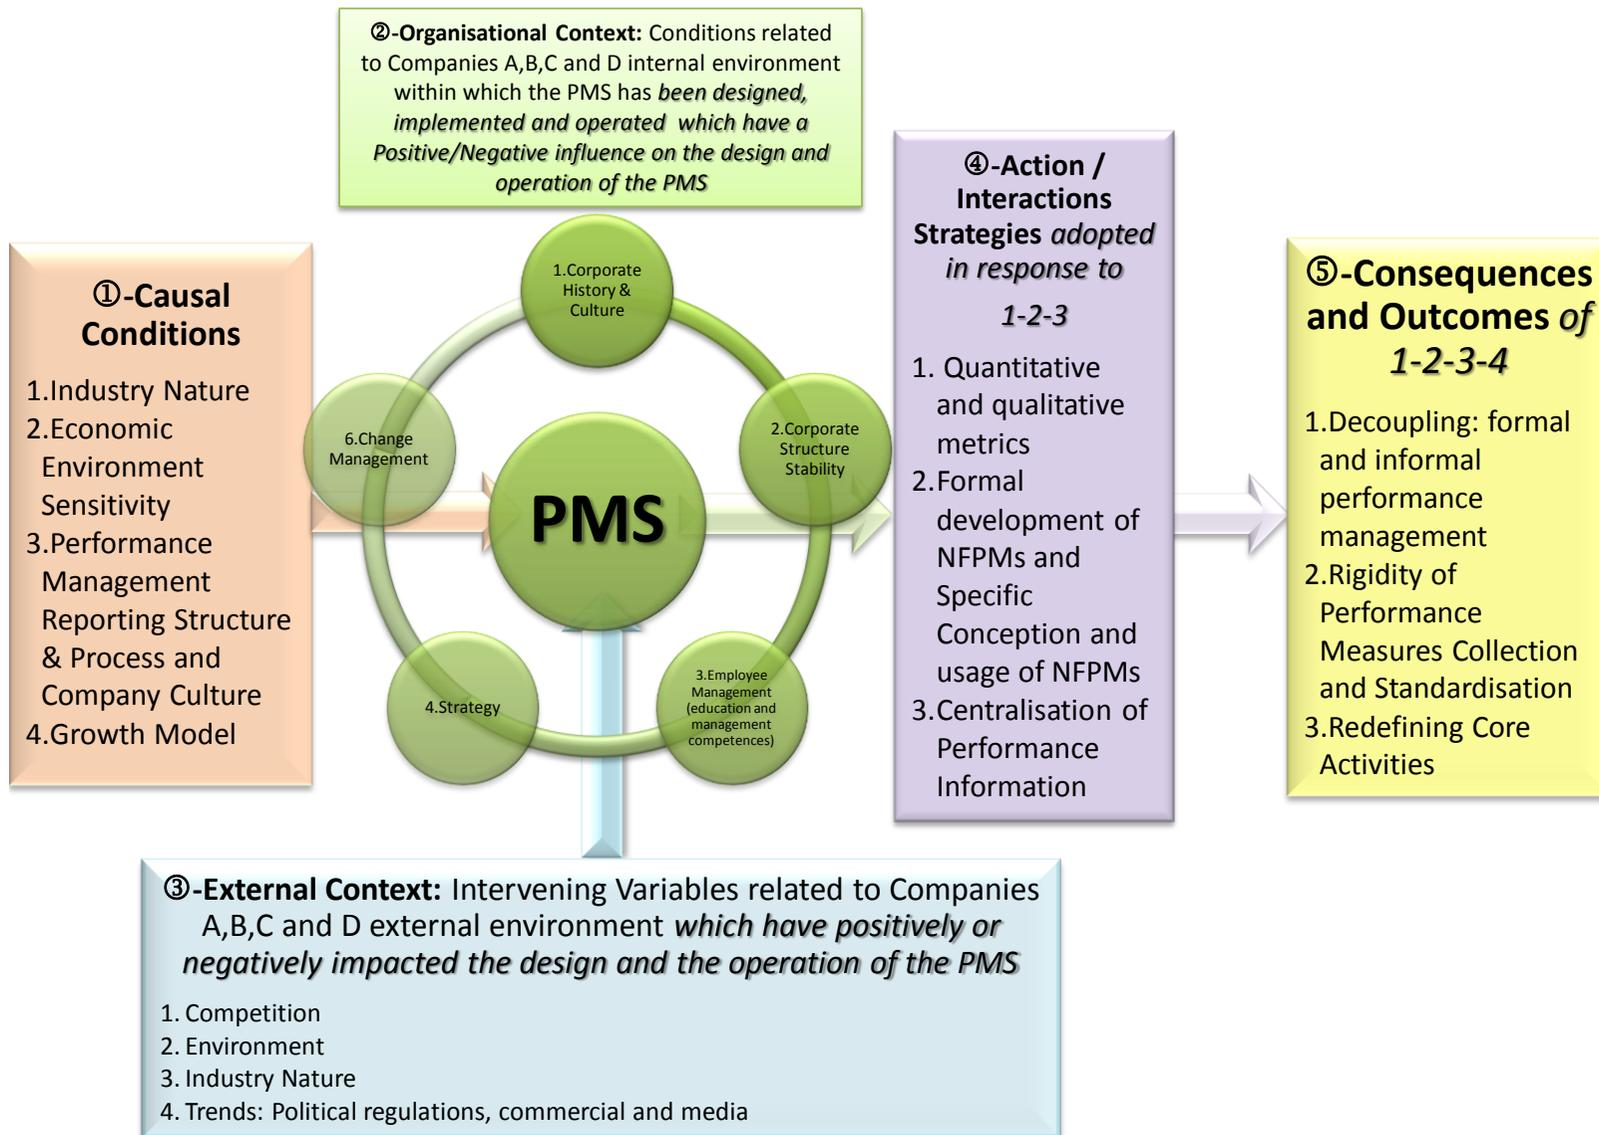 ②-Organisational Context: Conditions related
to Companies A,B,C and D internal environment
within which the PMS has been designed,
implemented and operated which have a
Positive/Negative influence on the design and
operation of the PMS
①-Causal
Conditions
1.Industry Nature
2.Economic
Environment
Sensitivity
3.Performance
Management
Reporting Structure
& Process and
Company Culture
4.Growth Model
1.Corporate
History &
Culture
2.Corporate
Structure
Stability
3.Employee
Management
(education and
management
competences)
4.Strategy
6.Change
Management
PMS
④-Action /
Interactions
Strategies adopted
in response to
1-2-3
1. Quantitative
and qualitative
metrics
2.Formal
development of
NFPMs and
Specific
Conception and
usage of NFPMs
3.Centralisation of
Performance
Information
⑤-Consequences
and Outcomes of
1-2-3-4
1.Decoupling: formal
and informal
performance
management
2.Rigidity of
Performance
Measures Collection
and Standardisation
3.Redefining Core
Activities
③-External Context: Intervening Variables related to Companies
A,B,C and D external environment which have positively or
negatively impacted the design and the operation of the PMS
1. Competition
2. Environment
3. Industry Nature
4. Trends: Political regulations, commercial and media